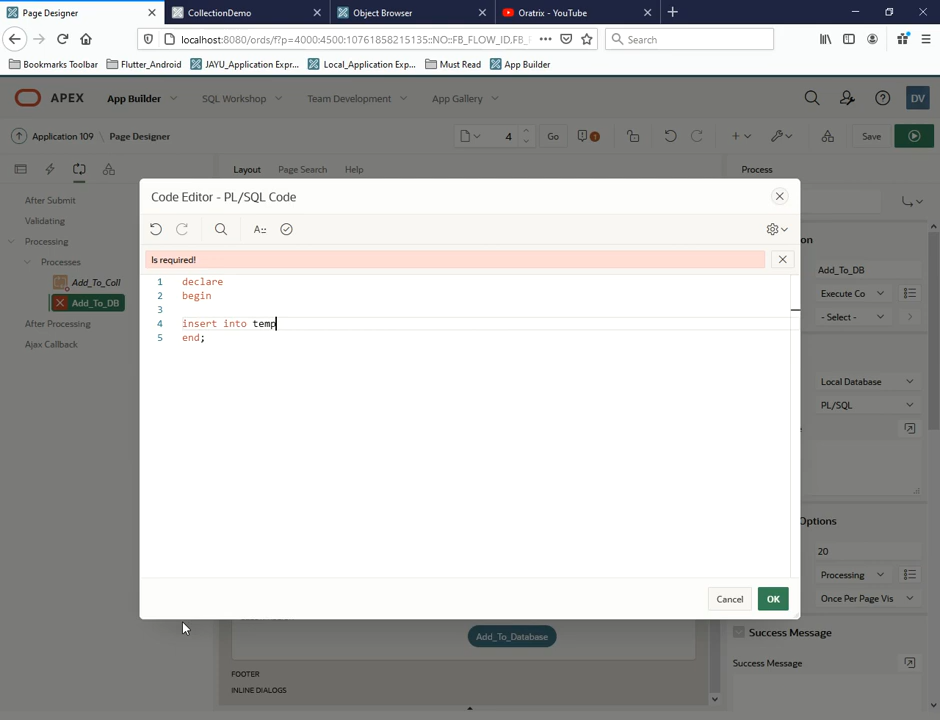 Page Designer
CollectionDemo
Object Browser
Oratrix - YouTube
localhost:8080/ords/f?p=4000:4500:10761858215135::NO::FB_FLOW_ID,FB_
Search
Bookmarks Toolbar
Flutter_Android
JAYU_Application Expr...
Local_Application Exp...
Must Read
App Builder
APEX
App Builder
SQL Workshop
Team Development
App Gallery
DV
Application 109 \ Page Designer
4
Go
1
Save
Layout
Page Search
Help
Process
After Submit
Validating
Processing
Processes
Add_To_Coll
Add_To_DB
After Processing
Ajax Callback
Code Editor - PL/SQL Code
Is required!
1 declare
2 begin
3
4 insert into temp
5 end;
Cancel
OK
on
Add_To_DB
Execute Co
- Select -
Local Database
PL/SQL
Options
20
Processing
Once Per Page Vis
Success Message
Success Message
Add_To_Database
FOOTER
INLINE DIALOGS